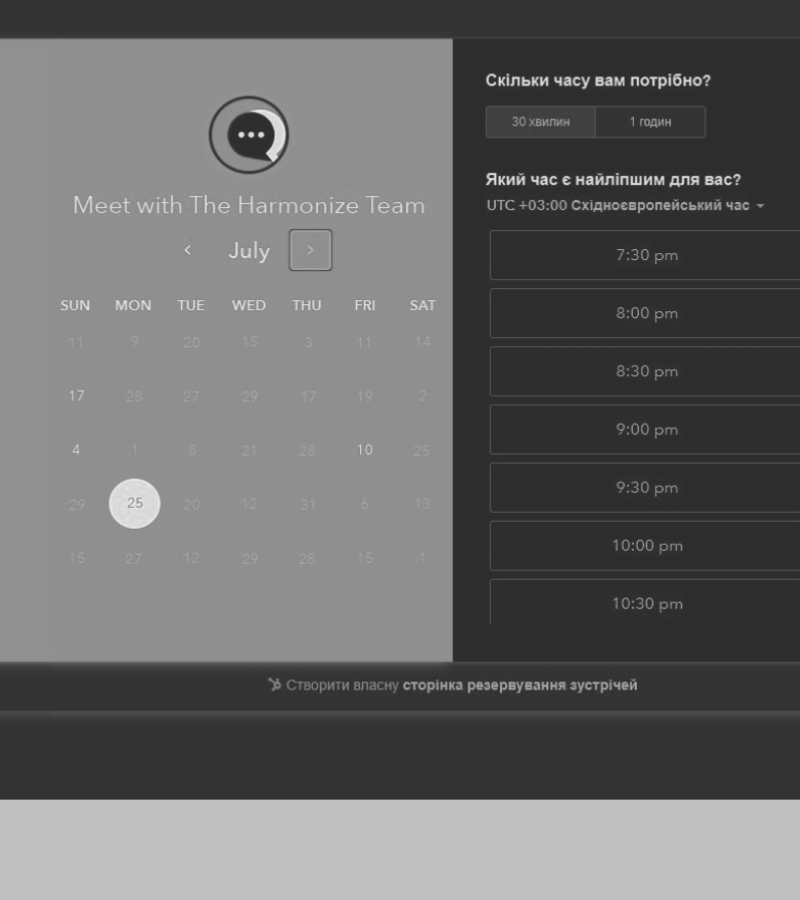 Meet with The Harmonize Team
July
SUN MON TUE WED THU FRI SAT
11 9 20 15 3 11 14
17 28 27 29 17 19 2
4 1 8 21 28 10 25
29 25 20 12 31 6 13
15 27 12 29 28 15 1
Скільки часу вам потрібно?
30 хвилин 1 годин
Який час є найліпшим для вас?
UTC +03:00 Східноєвропейський час
7:30 pm
8:00 pm
8:30 pm
9:00 pm
9:30 pm
10:00 pm
10:30 pm
Створити власну сторінка резервування зустрічей